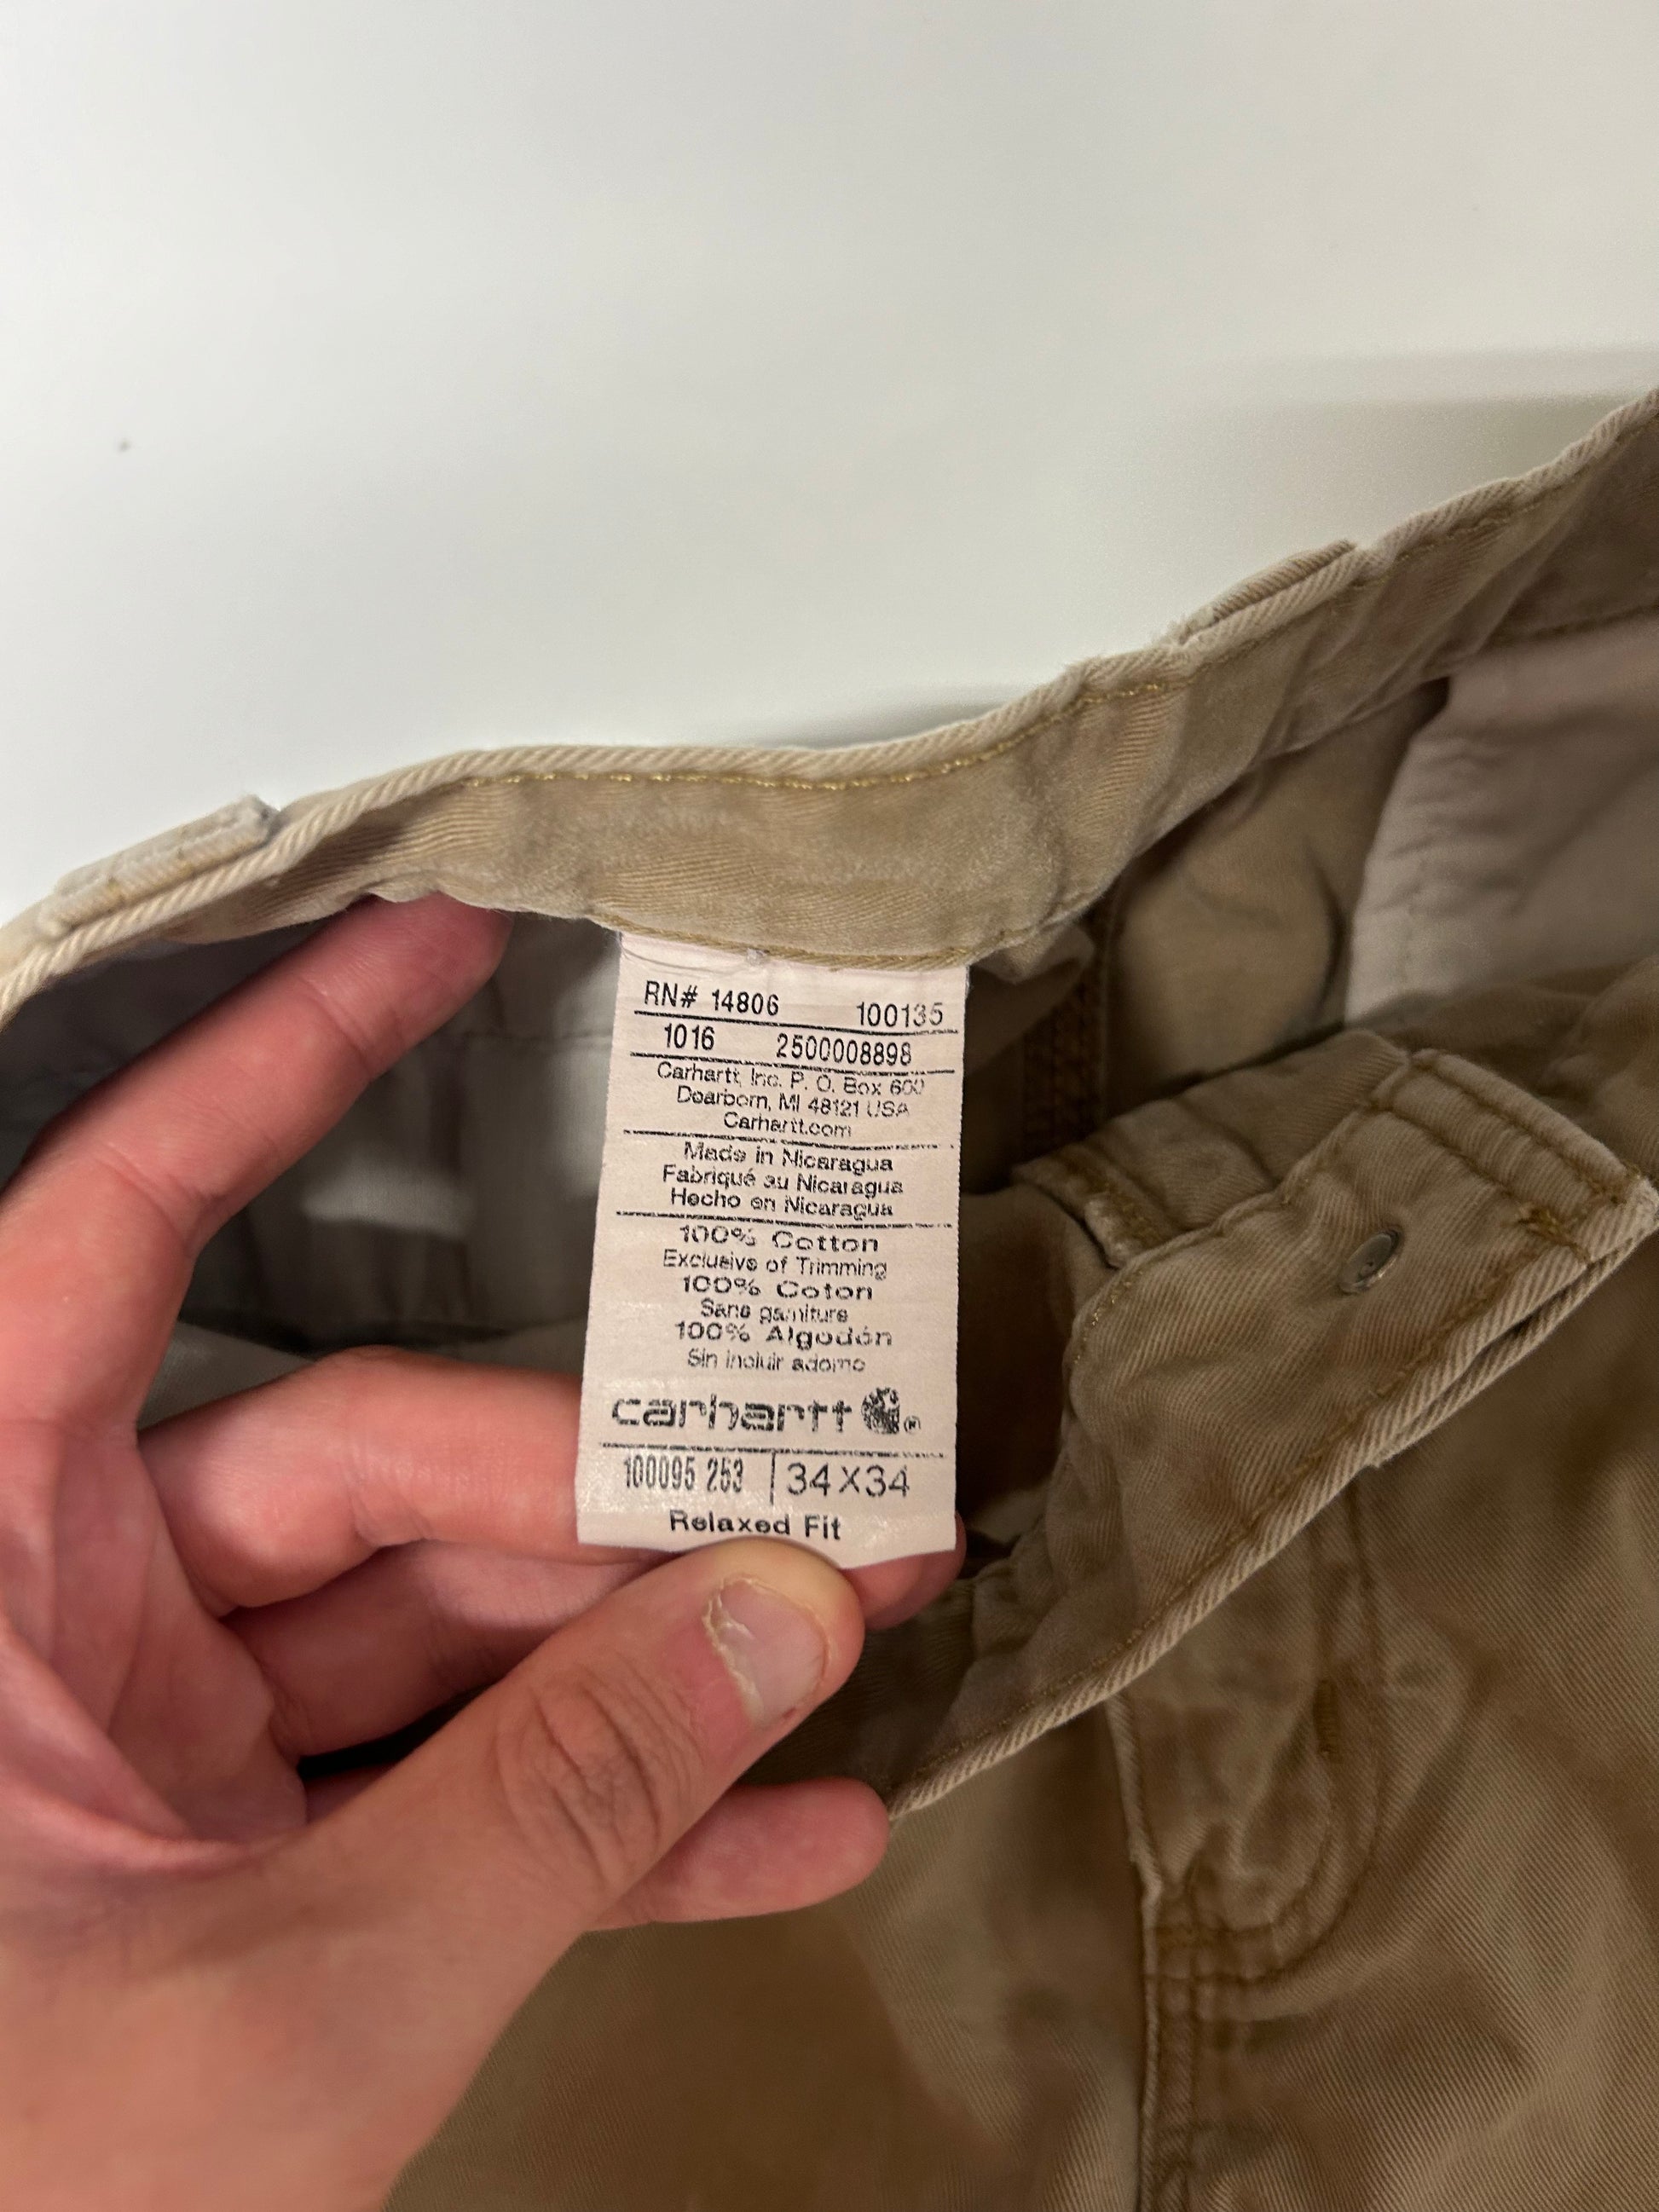 RN# 14806 100135
1016 2500008898
Carhartt, Inc. P. O. Box 600
Dearborn, MI 48121 USA
Carhartt.com
Made in Nicaragua
Fabriqué au Nicaragua
Hecho en Nicaragua
100% Cotton
Exclusive of Trimming
100% Coton
Sans garniture
100% Algodón
Sin incluir adorno
carhartt ®
100095 253 34X34
Relaxed Fit